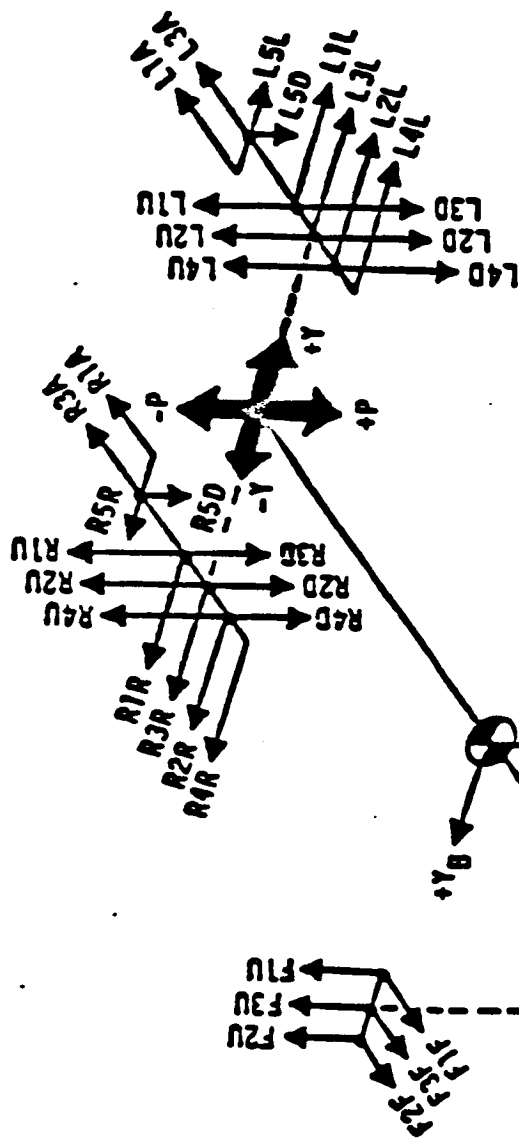 L1A
L3A
L5L
L5D
L1L
L3L
L2L
L4L
L1U
L2U
L4U
L3D
L2D
L4D
-P
+Y
+P
-Y
R3A
R1A
R5R
R5D
R1U
R2U
R4U
R3D
R2D
R4D
R1R
R3R
R2R
R4R
+YB
F1U
F3U
F2U
F2F
F3F
F1F